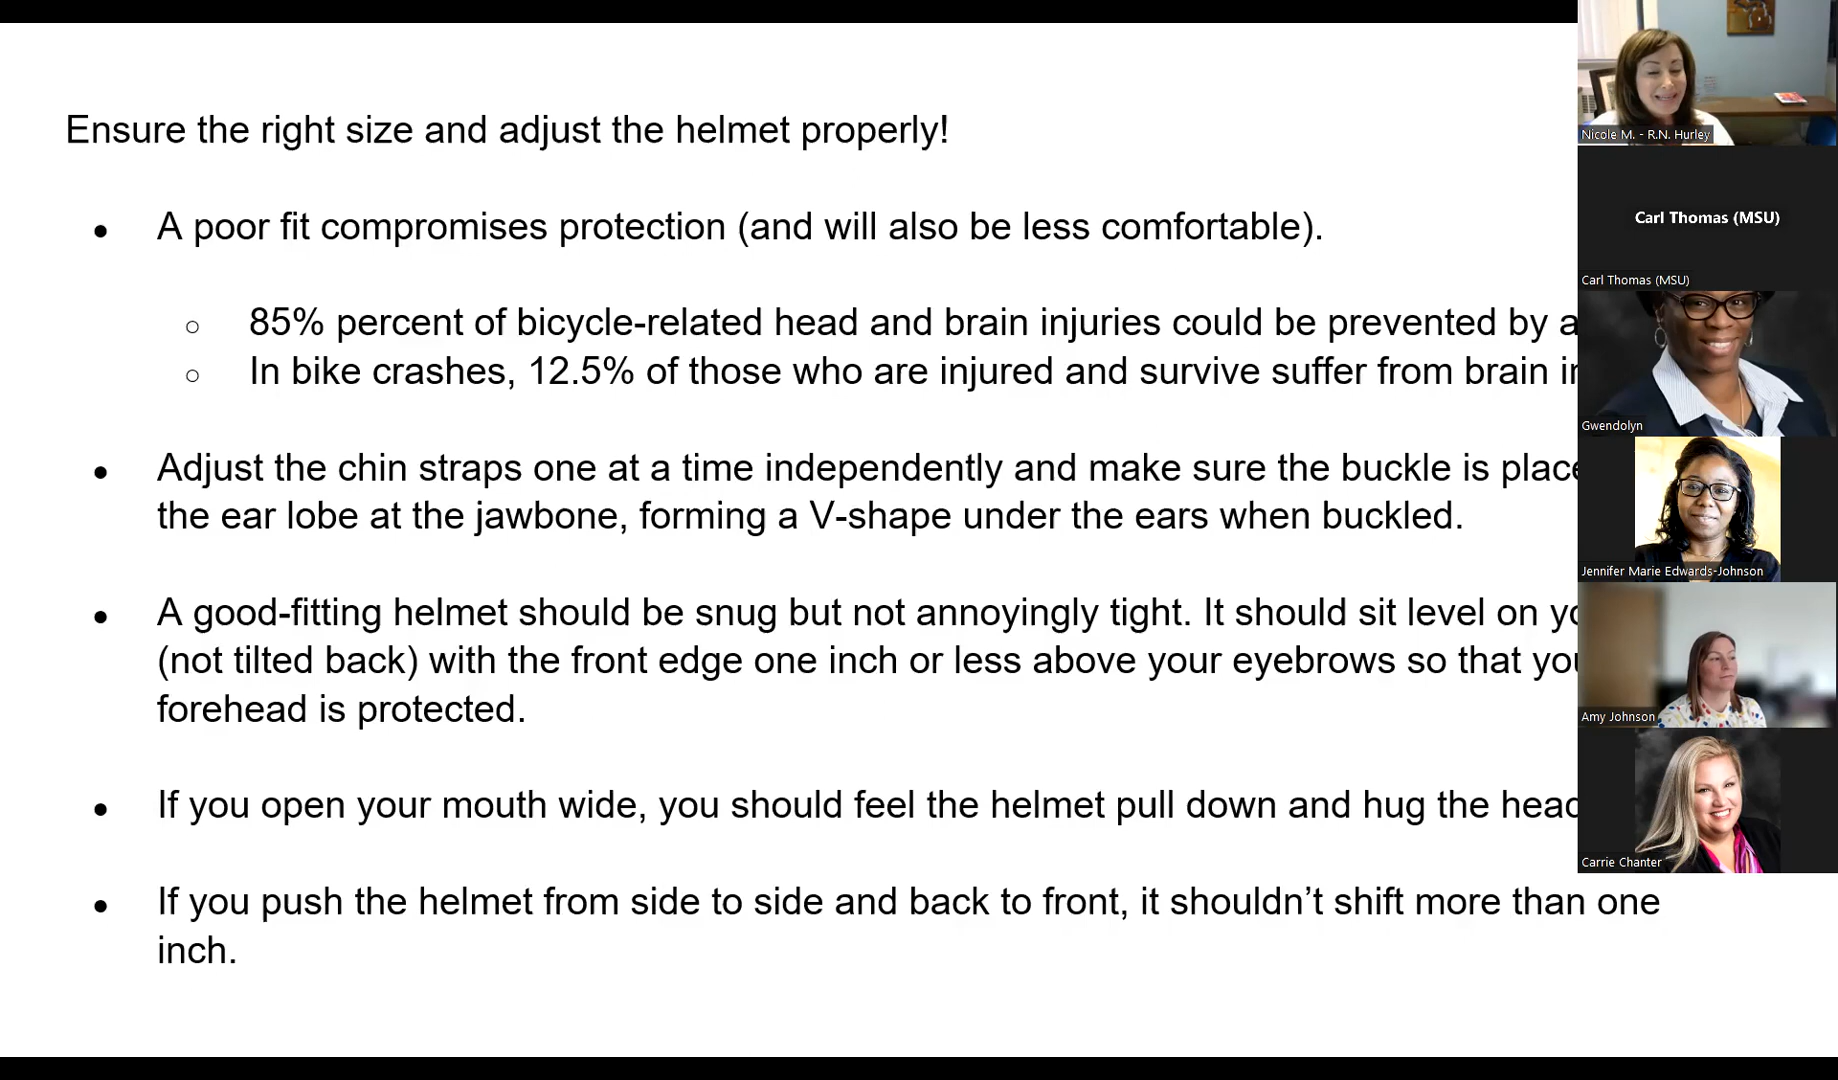 Ensure the right size and adjust the helmet properly!
● A poor fit compromises protection (and will also be less comfortable).
○ 85% percent of bicycle-related head and brain injuries could be prevented by a
○ In bike crashes, 12.5% of those who are injured and survive suffer from brain
● Adjust the chin straps one at a time independently and make sure the buckle is
the ear lobe at the jawbone, forming a V-shape under the ears when buckled.
● A good-fitting helmet should be snug but not annoyingly tight. It should sit level on
(not tilted back) with the front edge one inch or less above your eyebrows so that
forehead is protected.
● If you open your mouth wide, you should feel the helmet pull down and hug the
● If you push the helmet from side to side and back to front, it shouldn’t shift more than one
inch.
Nicole M. - R.N. Hurley
Carl Thomas (MSU)
Carl Thomas (MSU)
Gwendolyn
Jennifer Marie Edwards-Johnson
Amy Johnson
Carrie Chanter